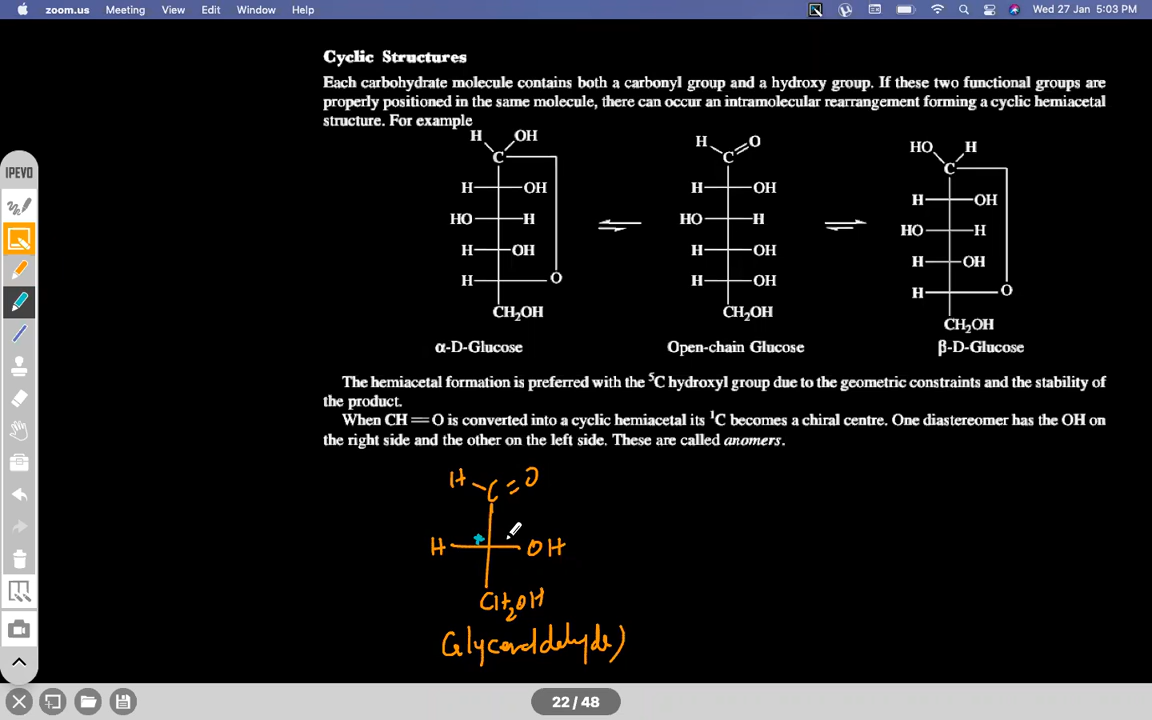 zoom.us Meeting View Edit Window Help Wed 27 Jan 5:03 PM
IPEVO
Cyclic Structures
Each carbohydrate molecule contains both a carbonyl group and a hydroxy group. If these two functional groups are
properly positioned in the same molecule, there can occur an intramolecular rearrangement forming a cyclic hemiacetal
structure. For example
H OH H O HO H
C C C
H OH H OH H OH
HO H HO H HO H
H OH H OH H OH
H O H OH H O
CH₂OH CH₂OH CH₂OH
α-D-Glucose Open-chain Glucose β-D-Glucose
The hemiacetal formation is preferred with the ⁵C hydroxyl group due to the geometric constraints and the stability of
the product.
When CH=O is converted into a cyclic hemiacetal its ¹C becomes a chiral centre. One diastereomer has the OH on
the right side and the other on the left side. These are called anomers.
H C=O
H * OH
CH₂OH
Glyceraldehyde)
22 / 48